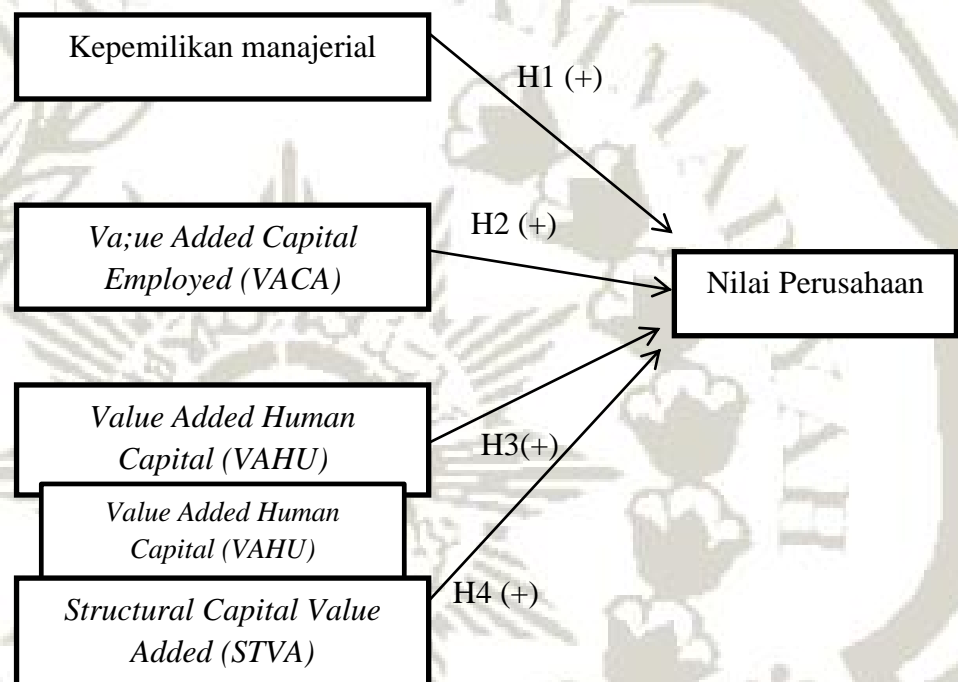 Kepemilikan manajerial
H1 (+)
Va;ue Added Capital
Employed (VACA)
H2 (+)
Nilai Perusahaan
Value Added Human
Capital (VAHU)
H3(+)
Value Added Human
Capital (VAHU)
Structural Capital Value
Added (STVA)
H4 (+)